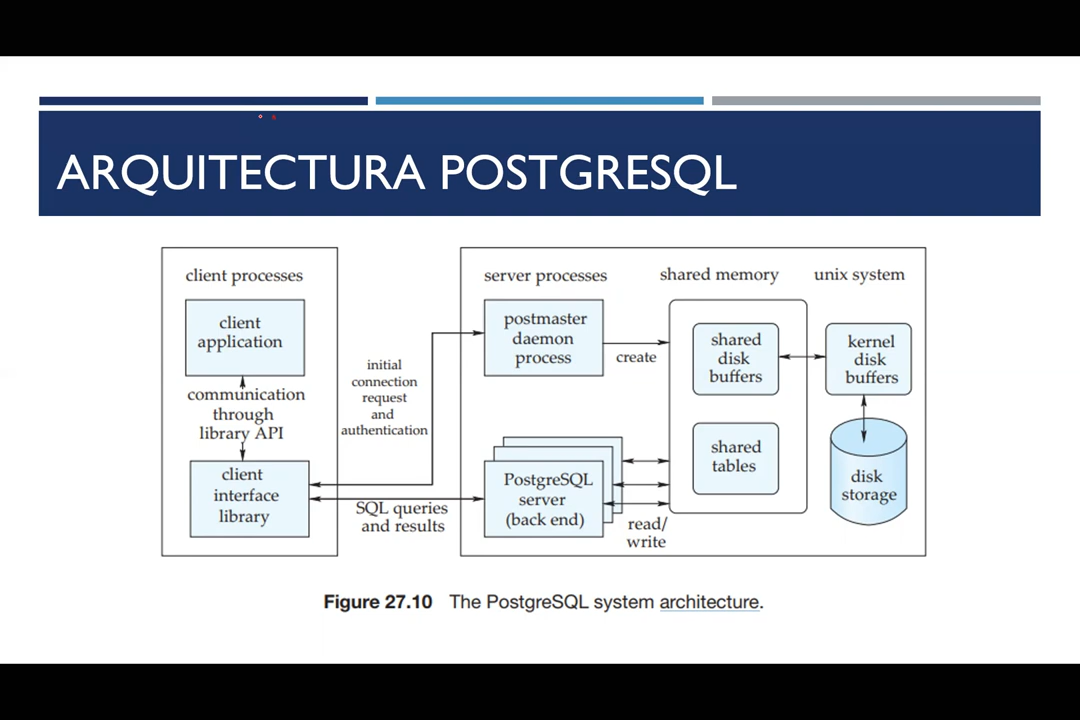 ARQUITECTURA POSTGRESQL
client processes
client
application
communication
through
library API
client
interface
library
initial
connection
request
and
authentication
SQL queries
and results
server processes
postmaster
daemon
process
create
PostgreSQL
server
(back end)
read/
write
shared memory
shared
disk
buffers
shared
tables
unix system
kernel
disk
buffers
disk
storage
Figure 27.10 The PostgreSQL system architecture.